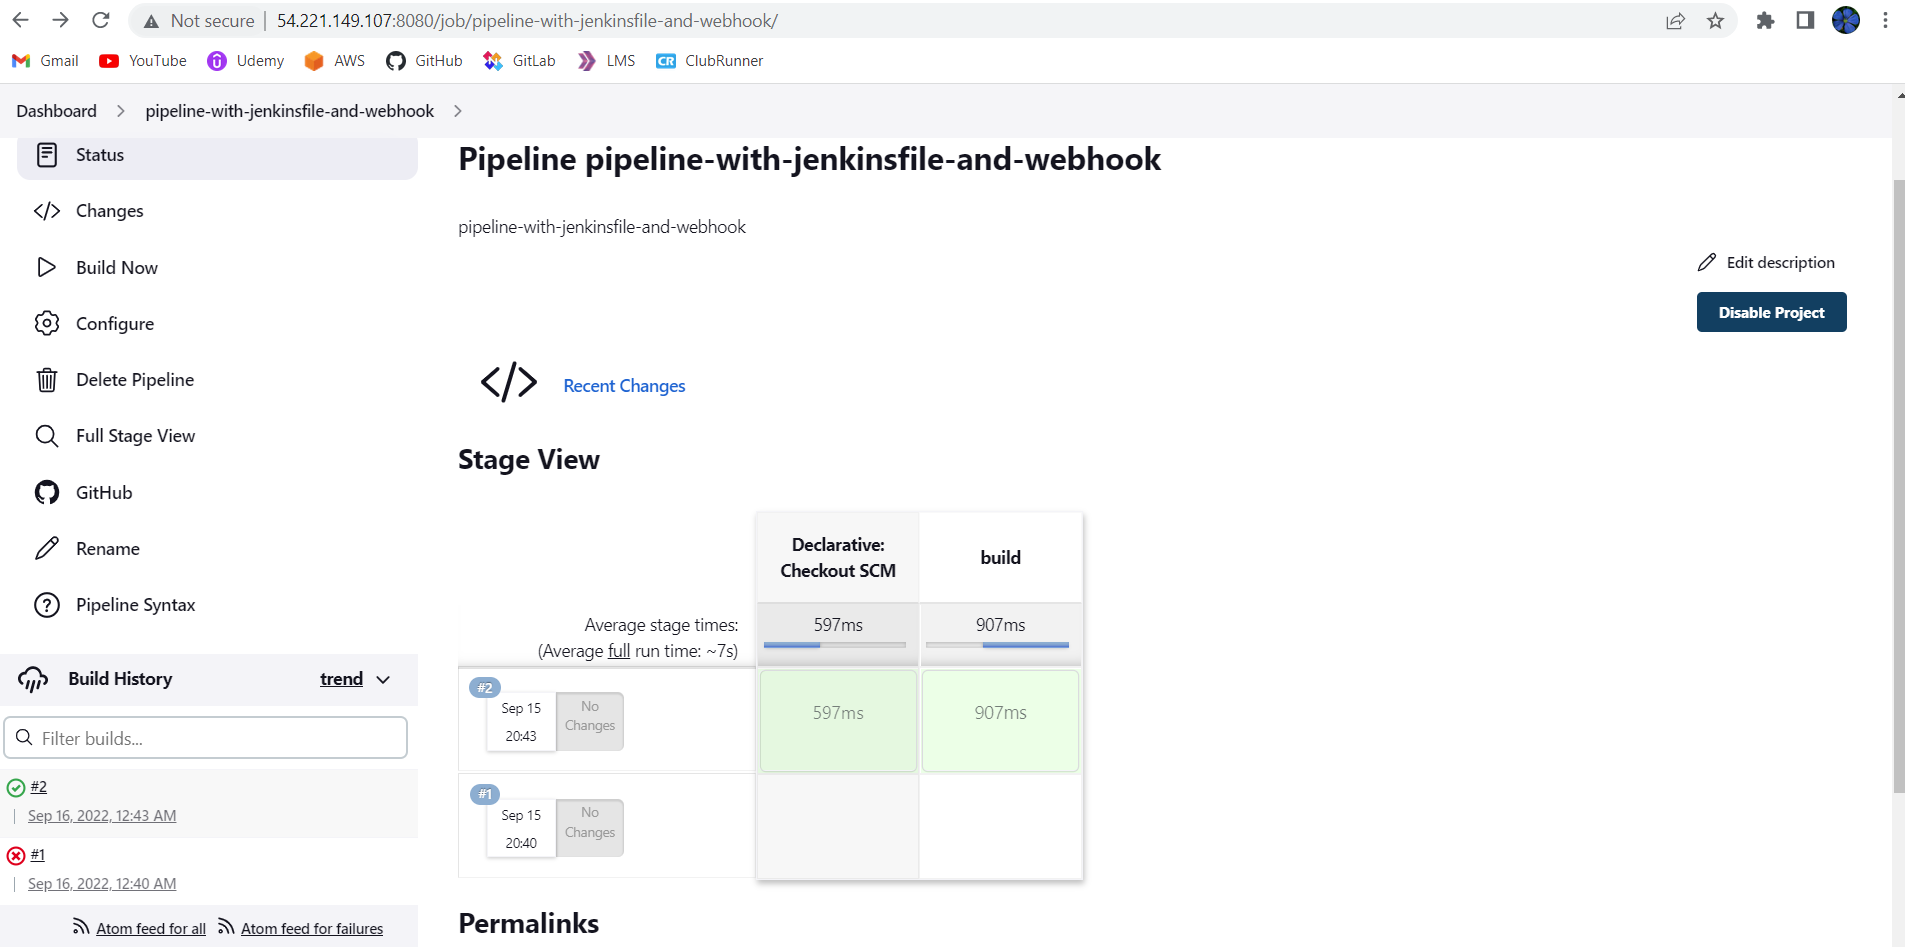 Not secure | 54.221.149.107:8080/job/pipeline-with-jenkinsfile-and-webhook/
Gmail YouTube Udemy AWS GitHub GitLab LMS CR ClubRunner
Dashboard pipeline-with-jenkinsfile-and-webhook
Status
Changes
Build Now
Configure
Delete Pipeline
Full Stage View
GitHub
Rename
Pipeline Syntax
Build History trend
Filter builds...
#2
Sep 16, 2022, 12:43 AM
#1
Sep 16, 2022, 12:40 AM
Atom feed for all Atom feed for failures
Pipeline pipeline-with-jenkinsfile-and-webhook
pipeline-with-jenkinsfile-and-webhook
Edit description
Disable Project
</> Recent Changes
Stage View
Declarative:
Checkout SCM
build
Average stage times:
(Average full run time: ~7s)
597ms 907ms
#2
Sep 15
20:43
No
Changes
597ms 907ms
#1
Sep 15
20:40
No
Changes
Permalinks